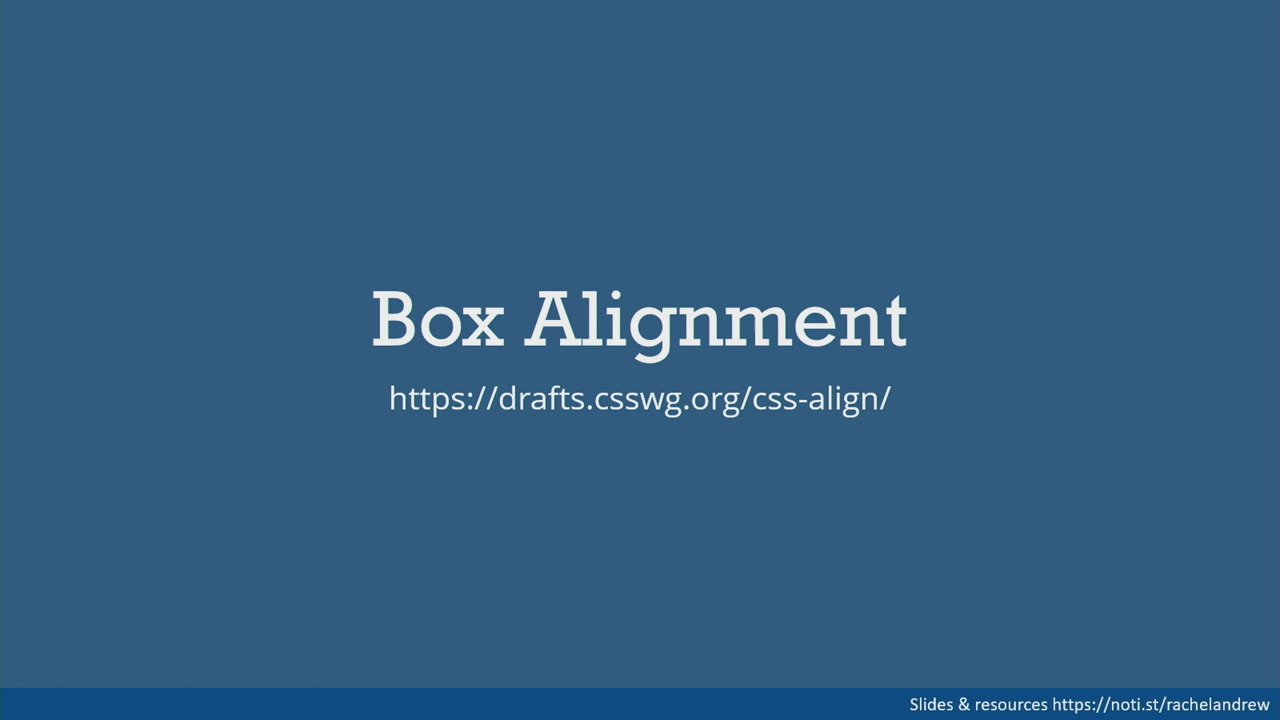 Box Alignment
https://drafts.csswg.org/css-align/
Slides & resources https://noti.st/rachelandrew